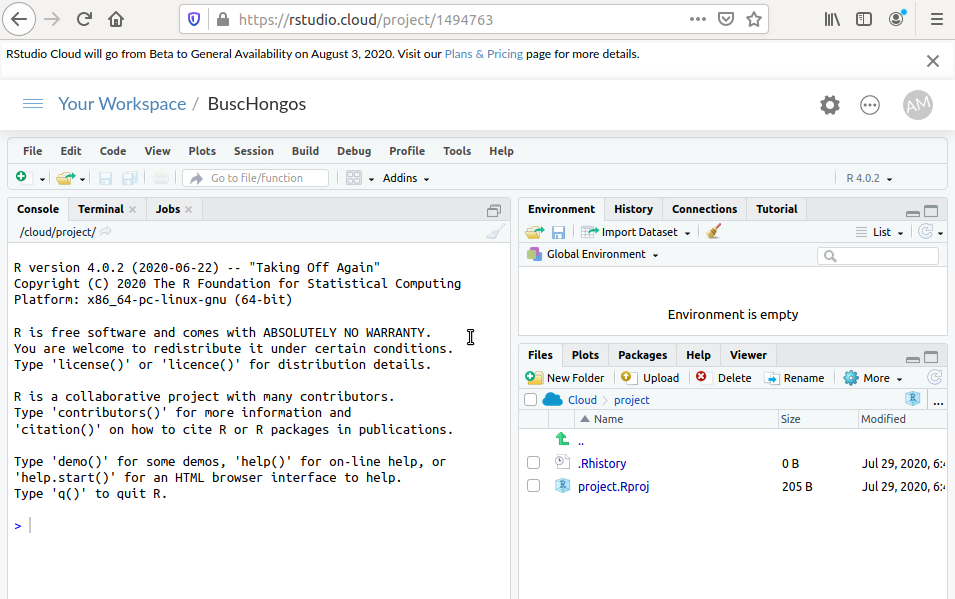 https://rstudio.cloud/project/1494763
RStudio Cloud will go from Beta to General Availability on August 3, 2020. Visit our Plans & Pricing page for more details.
Your Workspace / BuscHongos
AM
File Edit Code View Plots Session Build Debug Profile Tools Help
Go to file/function Addins R 4.0.2
Console Terminal Jobs
/cloud/project/
R version 4.0.2 (2020-06-22) -- "Taking Off Again"
Copyright (C) 2020 The R Foundation for Statistical Computing
Platform: x86_64-pc-linux-gnu (64-bit)
R is free software and comes with ABSOLUTELY NO WARRANTY.
You are welcome to redistribute it under certain conditions.
Type 'license()' or 'licence()' for distribution details.
R is a collaborative project with many contributors.
Type 'contributors()' for more information and
'citation()' on how to cite R or R packages in publications.
Type 'demo()' for some demos, 'help()' for on-line help, or
'help.start()' for an HTML browser interface to help.
Type 'q()' to quit R.
>
Environment History Connections Tutorial
Import Dataset List
Global Environment
Environment is empty
Files Plots Packages Help Viewer
New Folder Upload Delete Rename More
Cloud project R ...
Name Size Modified
..
.Rhistory 0 B Jul 29, 2020, 6:4
R project.Rproj 205 B Jul 29, 2020, 6:4